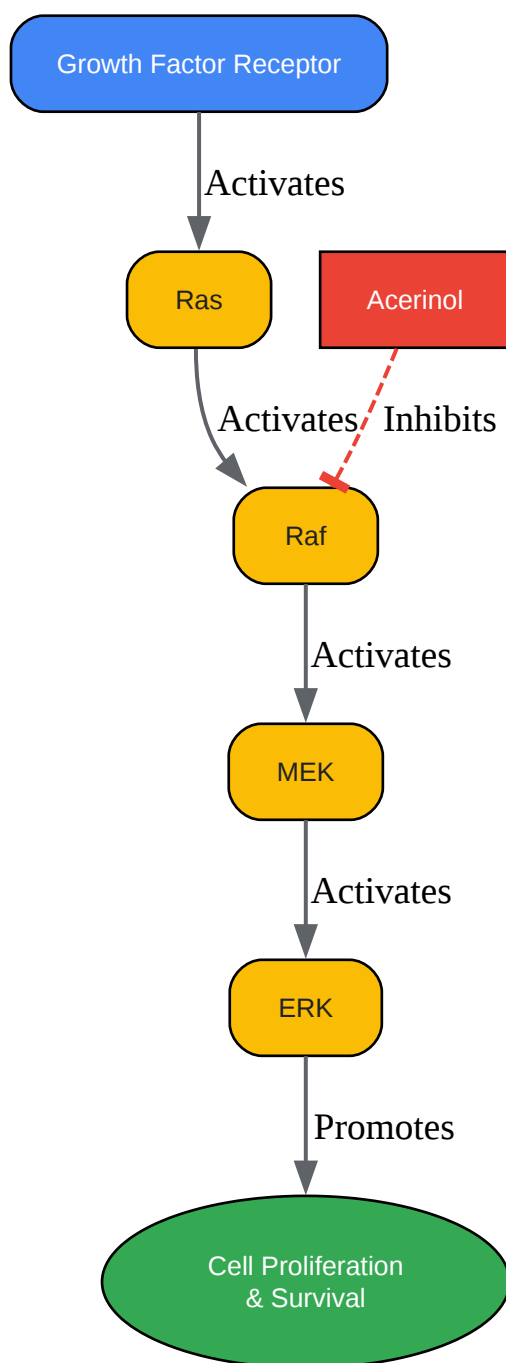 Growth Factor Receptor
Activates
Ras
Acerinol
Activates
Inhibits
Raf
Activates
MEK
Activates
ERK
Promotes
Cell Proliferation
& Survival